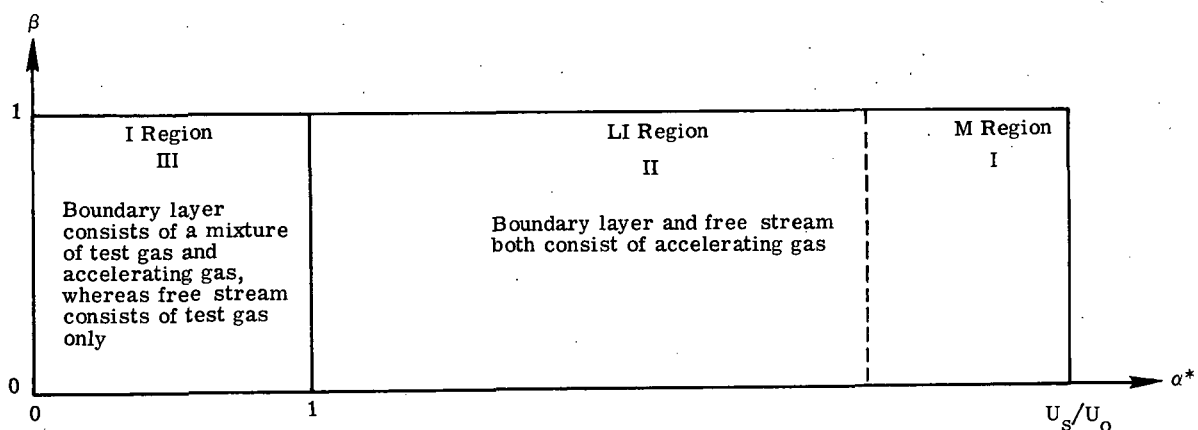 β
1
I Region
III
LI Region
II
M Region
I
Boundary layer
consists of a mixture
of test gas and
accelerating gas,
whereas free stream
consists of test gas
only
Boundary layer and free stream
both consist of accelerating gas
0
α*
0
1
U_s/U_o